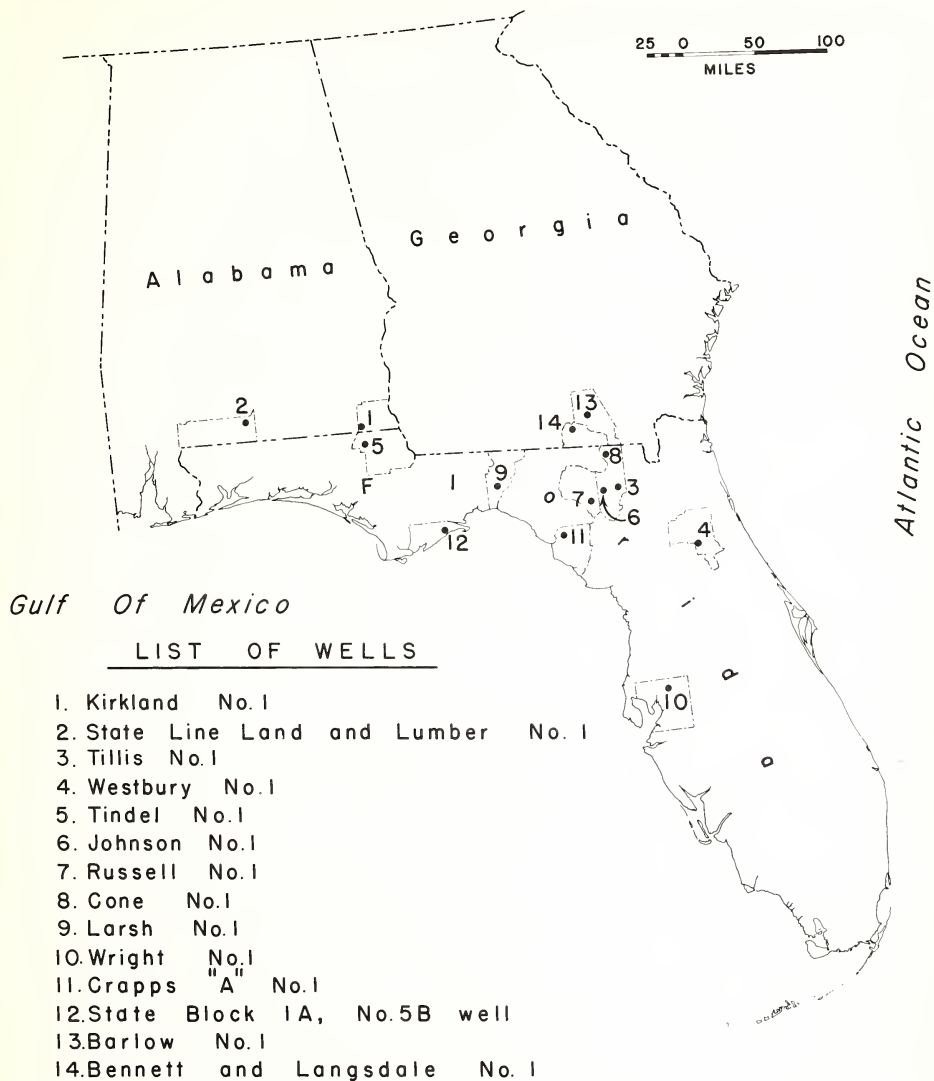 25 0 50 100
MILES
Georgia
Alabama
Atlantic Ocean
2
1
5
13
14
8
9
F l o r i d a
3
7
6
12
11
4
10
Gulf Of Mexico
LIST OF WELLS
1. Kirkland No. 1
2. State Line Land and Lumber No. 1
3. Tillis No. 1
4. Westbury No. 1
5. Tindel No. 1
6. Johnson No. 1
7. Russell No. 1
8. Cone No. 1
9. Larsh No. 1
10. Wright No. 1
11. Crapps "A" No. 1
12. State Block 1A, No. 5B well
13. Barlow No. 1
14. Bennett and Langsdale No. 1